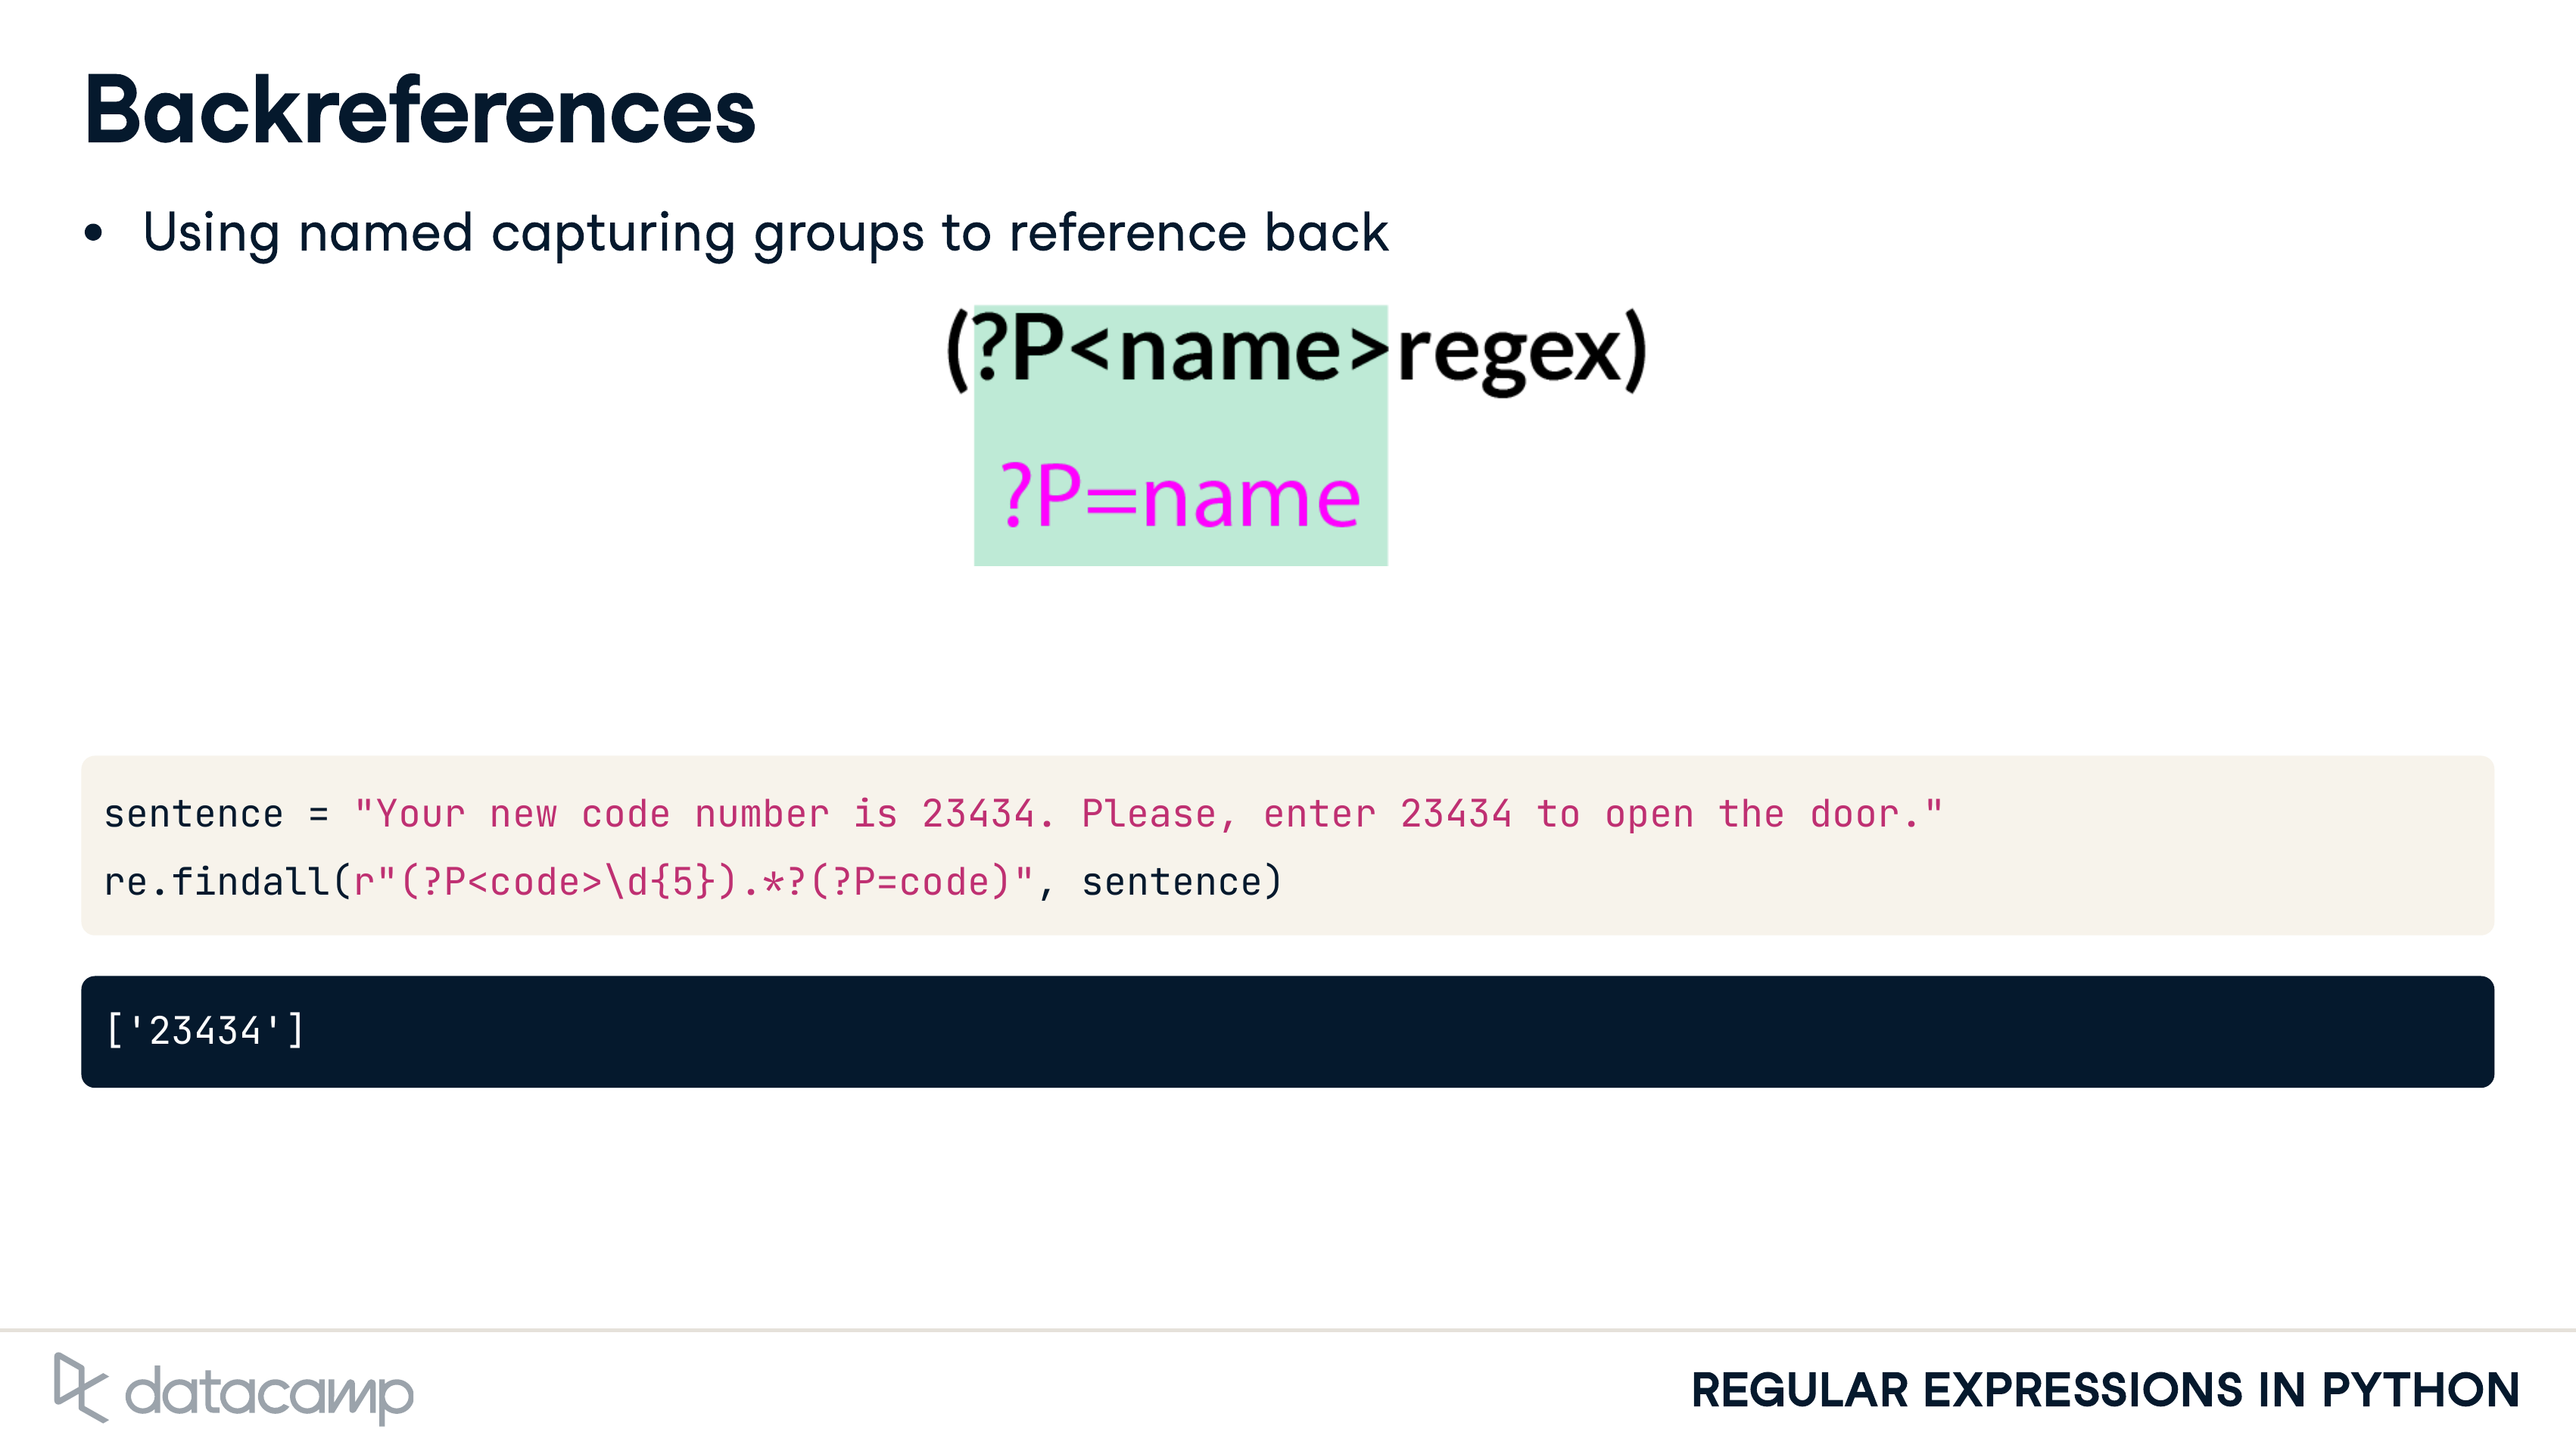 Backreferences
• Using named capturing groups to reference back
(?P<name>regex)
?P=name
sentence = "Your new code number is 23434. Please, enter 23434 to open the door."
re.findall(r"(?P<code>\d{5}).*?(?P=code)", sentence)
['23434']
datacamp
REGULAR EXPRESSIONS IN PYTHON